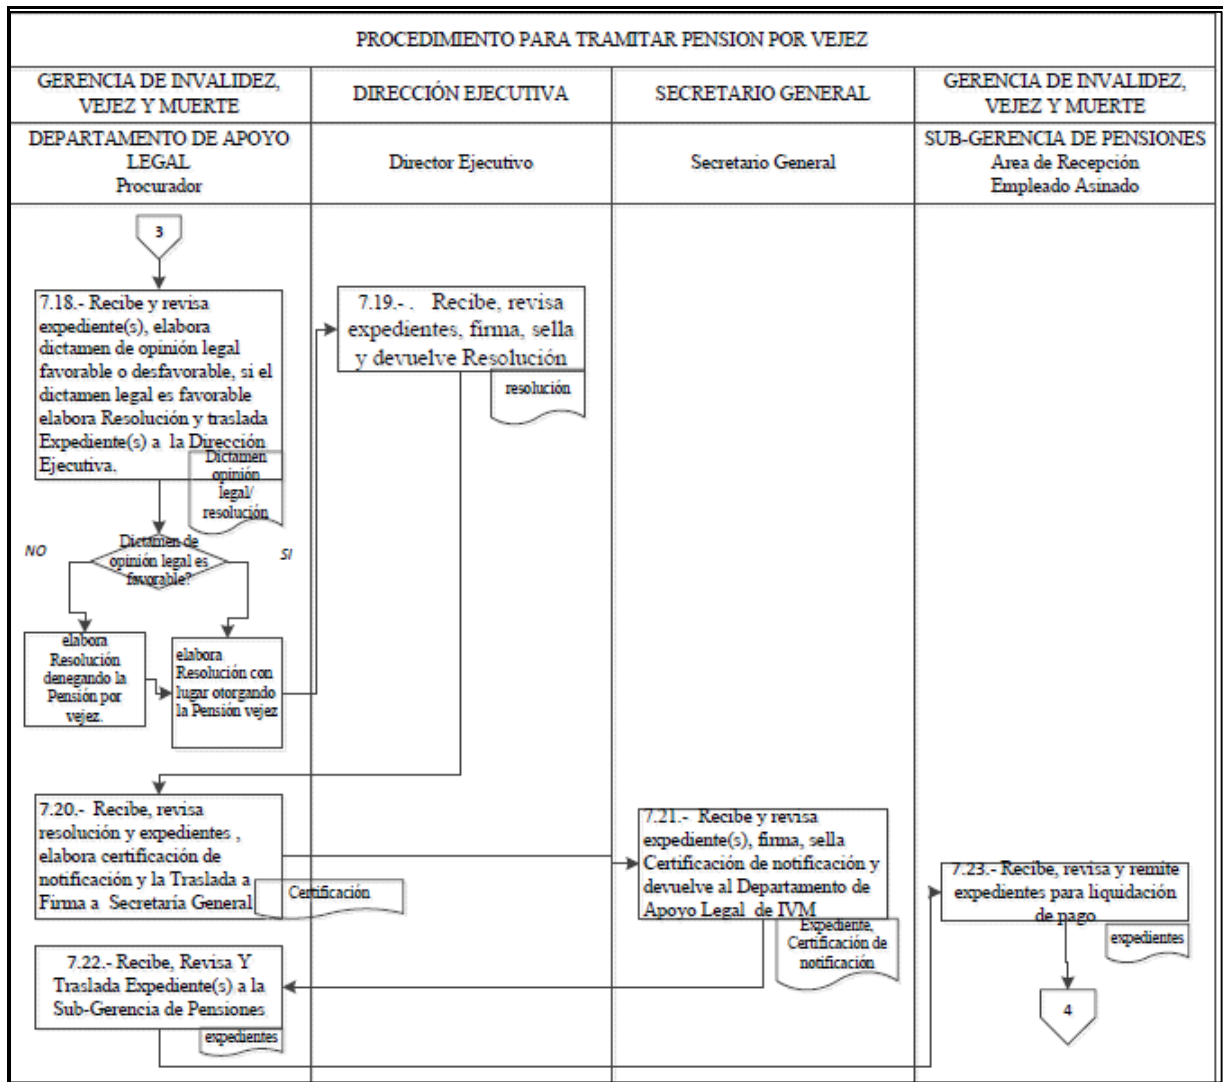 PROCEDIMIENTO PARA TRAMITAR PENSION POR VEJEZ
GERENCIA DE INVALIDEZ,
VEJEZ Y MUERTE
DIRECCIÓN EJECUTIVA
SECRETARIO GENERAL
GERENCIA DE INVALIDEZ,
VEJEZ Y MUERTE
DEPARTAMENTO DE APOYO
LEGAL
Procurador
Director Ejecutivo
Secretario General
SUB-GERENCIA DE PENSIONES
Area de Recepción
Empleado Asinado
3
7.18.- Recibe y revisa
expediente(s), elabora
dictamen de opinión legal
favorable o desfavorable, si el
dictamen legal es favorable
elabora Resolución y traslada
Expediente(s) a la Dirección
Ejecutiva.
Dictamen
opinión
legal/
resolución
7.19.- . Recibe, revisa
expedientes, firma, sella
y devuelve Resolución
resolución
Dictamen de
opinión legal es
favorable?
NO
SI
elabora
Resolución
denegando la
Pensión por
vejez.
elabora
Resolución con
lugar otorgando
la Pensión vejez
7.20.- Recibe, revisa
resolución y expedientes ,
elabora certificación de
notificación y la Traslada a
Firma a Secretaría General
Certificación
7.21.- Recibe y revisa
expediente(s), firma, sella
Certificación de notificación y
devuelve al Departamento de
Apoyo Legal de IVM
Expediente,
Certificación de
notificación
7.22.- Recibe, Revisa Y
Traslada Expediente(s) a la
Sub-Gerencia de Pensiones
expedientes
7.23.- Recibe, revisa y remite
expedientes para liquidación
de pago
expedientes
4